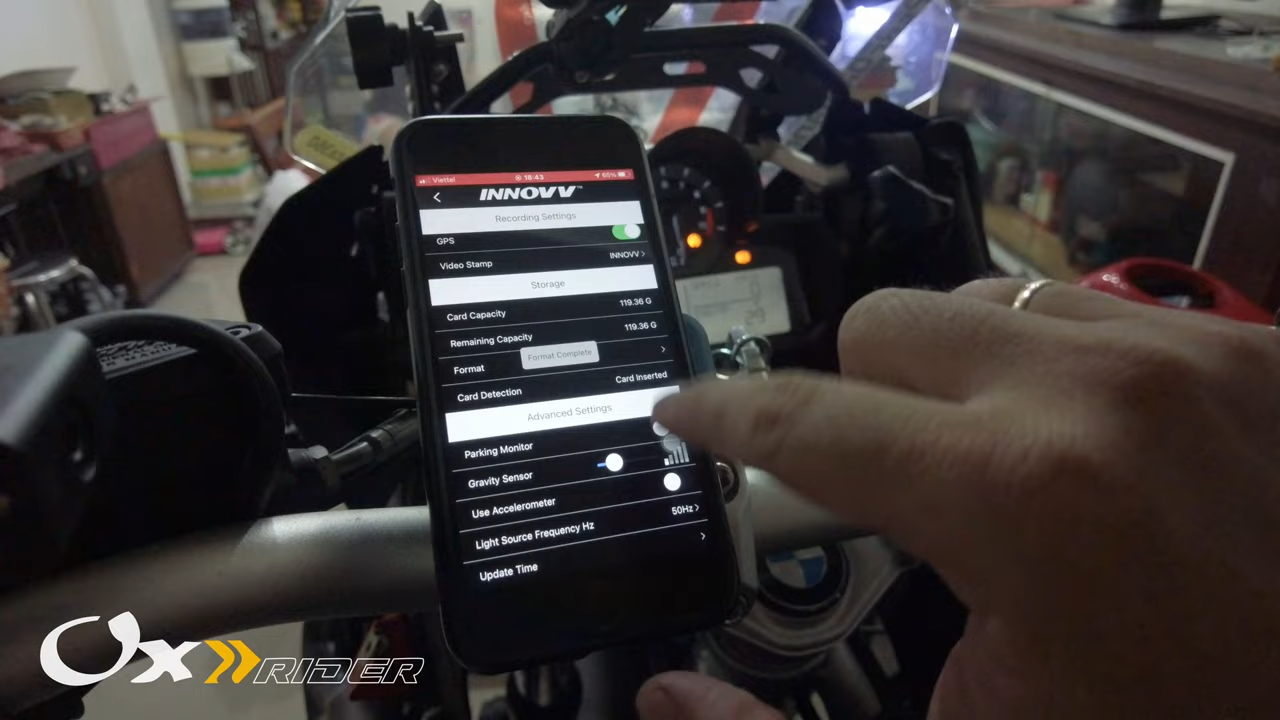 Viettel 18:43 65%
INNOVV™
Recording Settings
GPS
Video Stamp INNOVV
Storage
Card Capacity 119.36 G
Remaining Capacity 119.36 G
Format
Format Complete
Card Detection Card Inserted
Advanced Settings
Parking Monitor
Gravity Sensor
Use Accelerometer
Light Source Frequency Hz 50Hz
Update Time
Ox RIDER